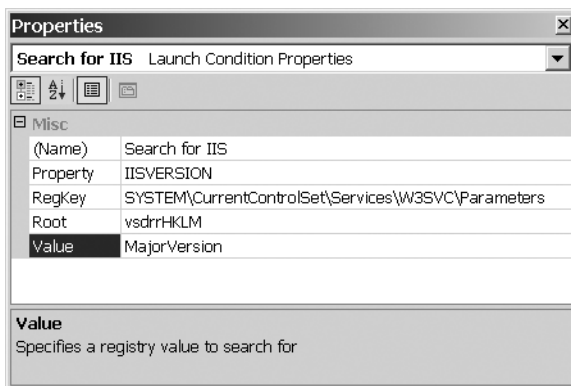 Properties
Search for IIS Launch Condition Properties
Misc
(Name) Search for IIS
Property IISVERSION
RegKey SYSTEM\CurrentControlSet\Services\W3SVC\Parameters
Root vsdrrHKLM
Value MajorVersion
Value
Specifies a registry value to search for